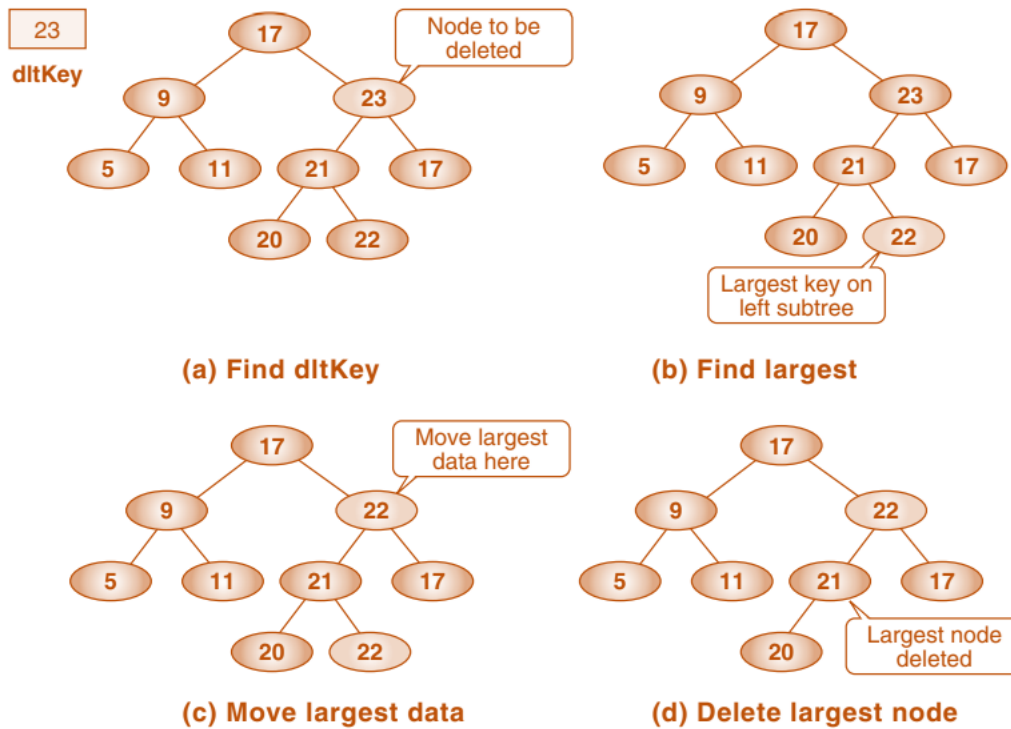 23
dltKey
17
Node to be
deleted
9
23
5
11
21
17
20
22
(a) Find dltKey
17
9
23
5
11
21
17
20
22
Largest key on
left subtree
(b) Find largest
17
Move largest
data here
9
22
5
11
21
17
20
22
(c) Move largest data
17
9
22
5
11
21
17
20
Largest node
deleted
(d) Delete largest node